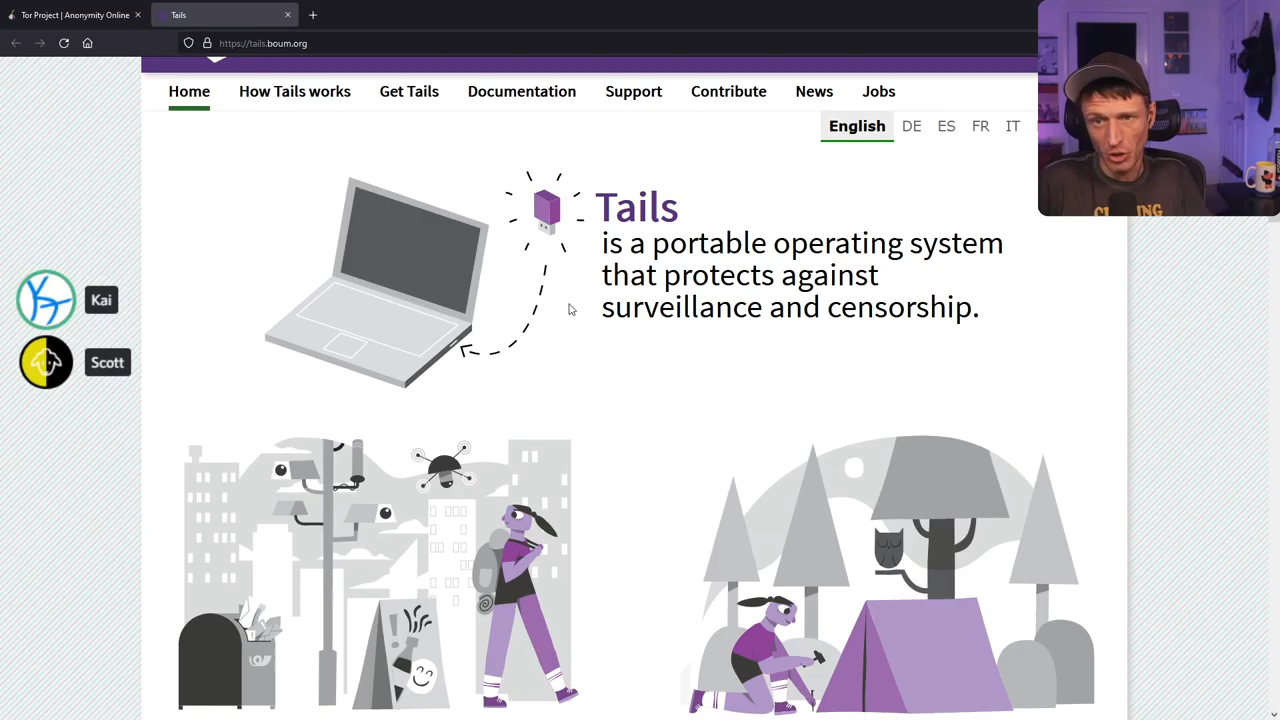 Tor Project | Anonymity Online
Tails
https://tails.boum.org
Home
How Tails works
Get Tails
Documentation
Support
Contribute
News
Jobs
English
DE
ES
FR
IT
Tails
is a portable operating system
that protects against
surveillance and censorship.
Kai
Scott